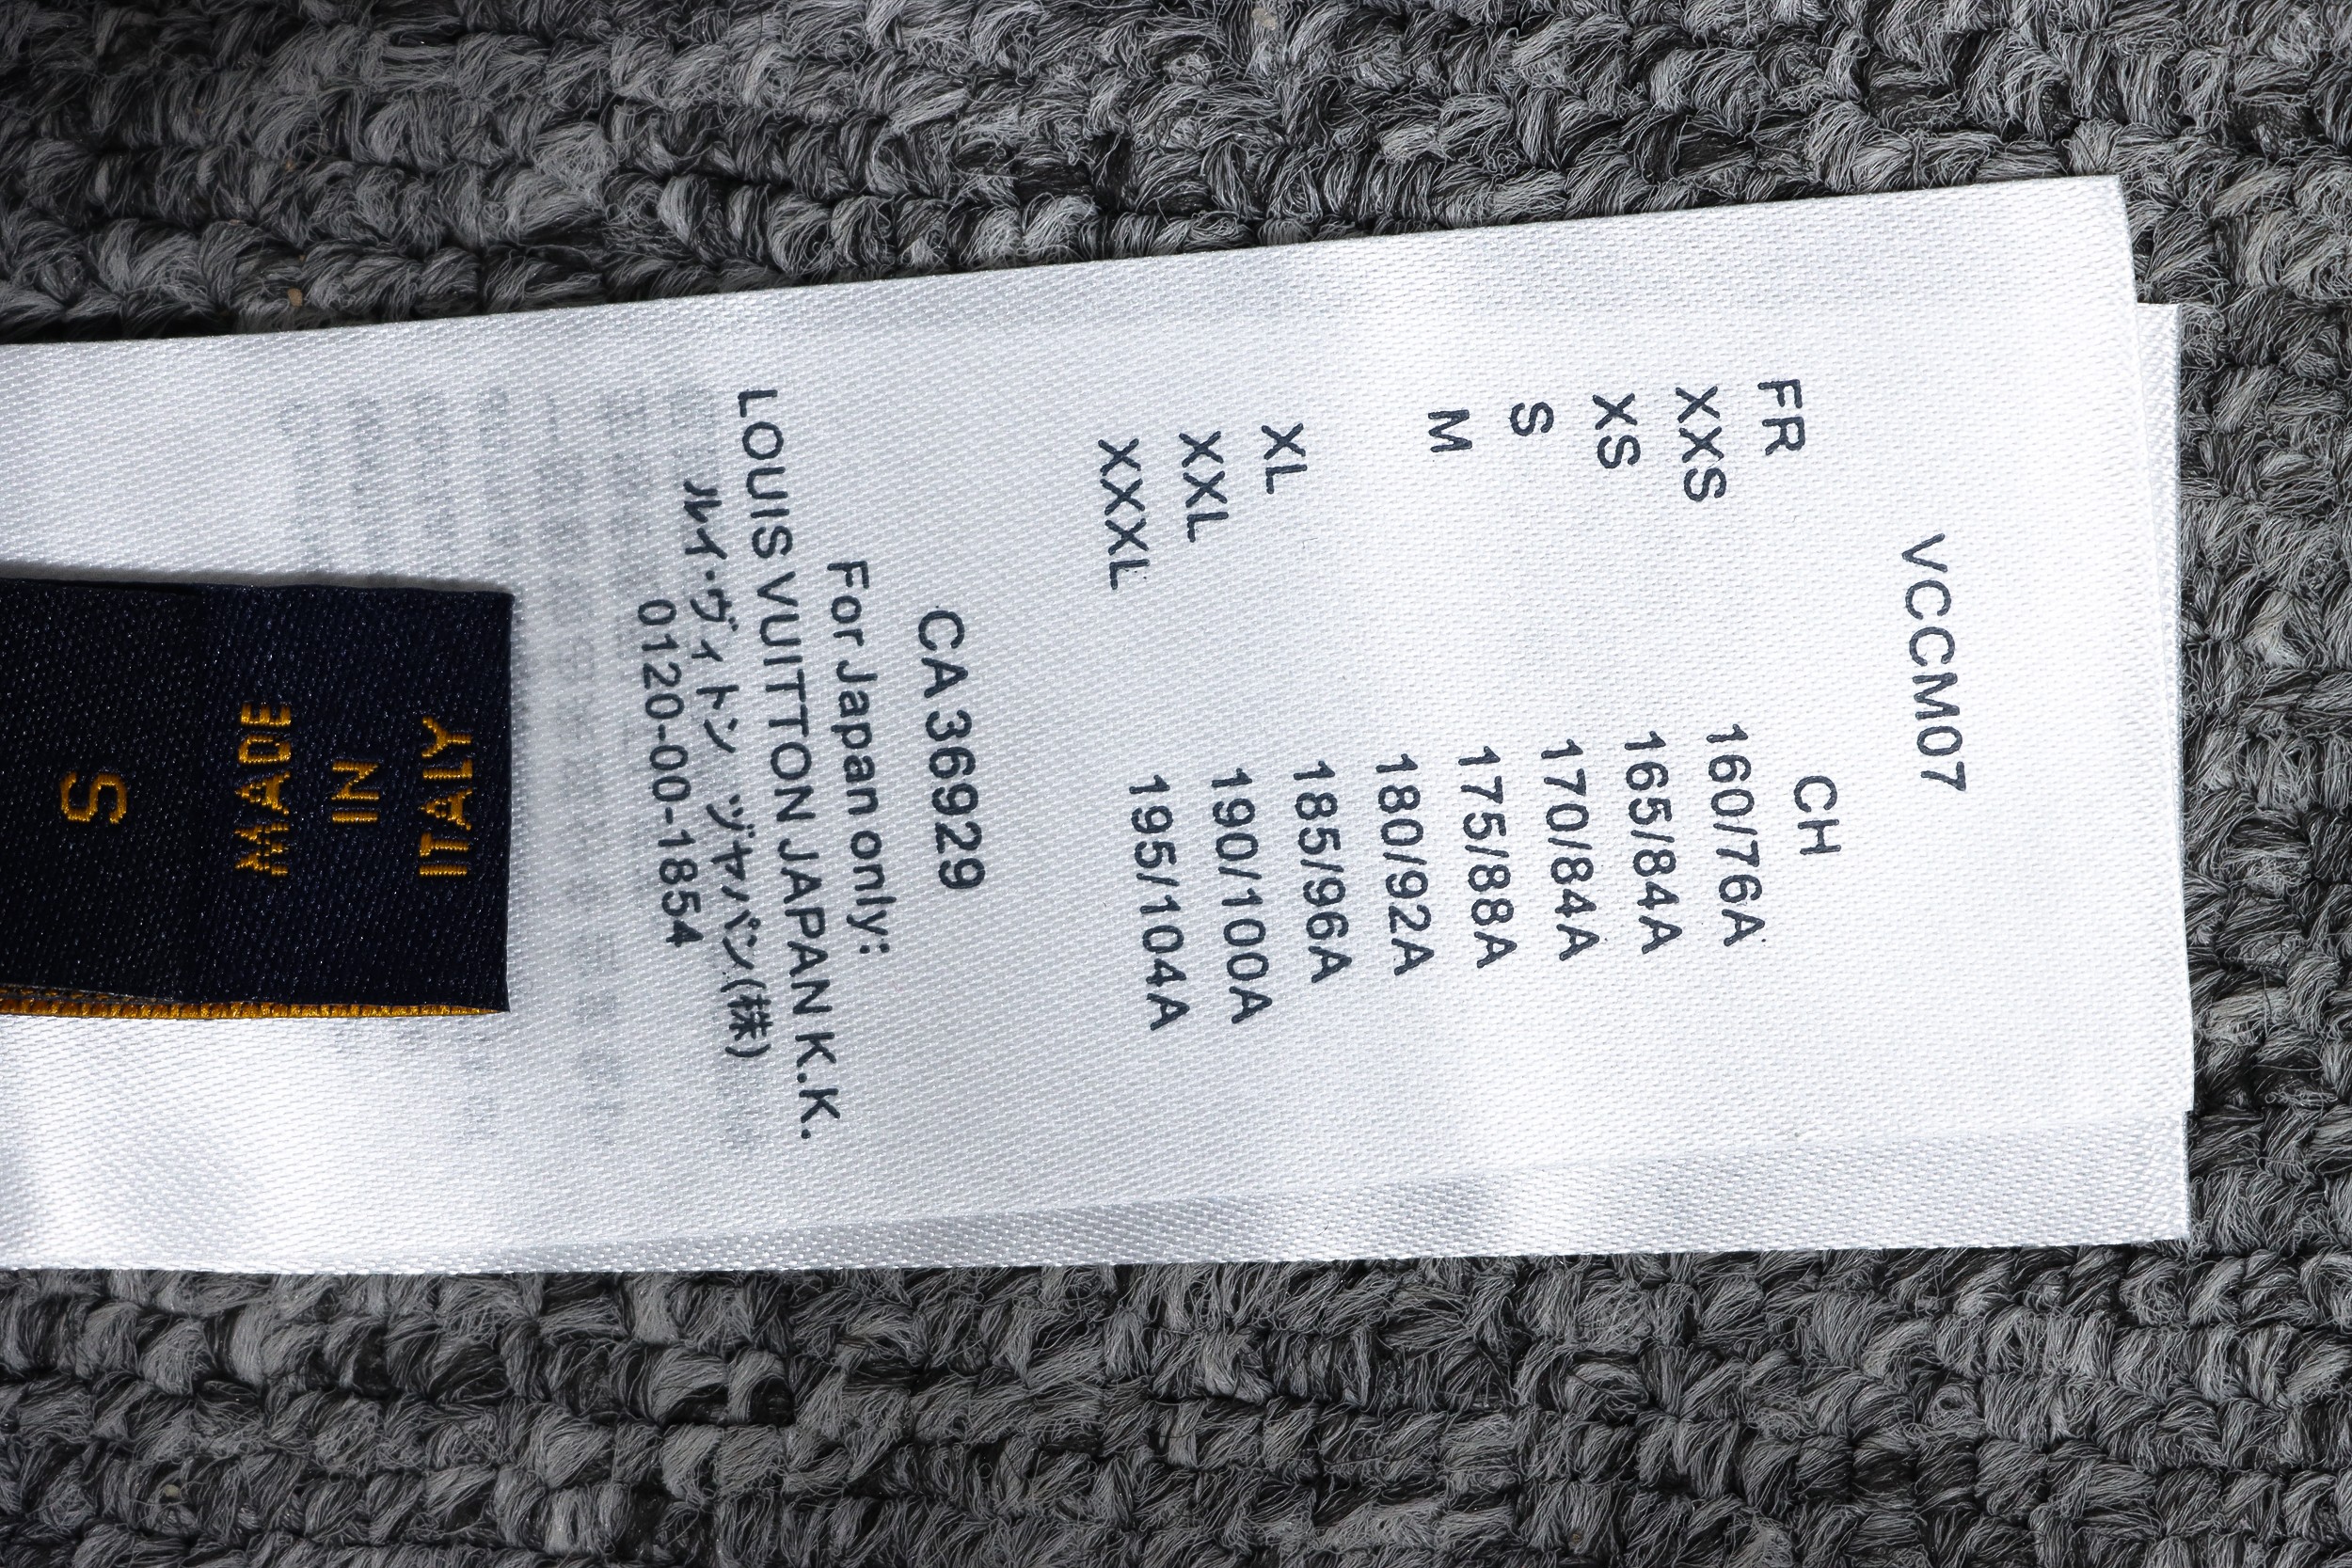 VCCM07
FR CH
XXS 160/76A
XS 165/84A
S 170/84A
M 175/88A
180/92A
XL 185/96A
XXL 190/100A
XXXL 195/104A
CA 36929
For Japan only:
LOUIS VUITTON JAPAN K.K.
ルイ・ヴィトン ヅヤパン(株)
0120-00-1854
ITALY
IN
MADE
S